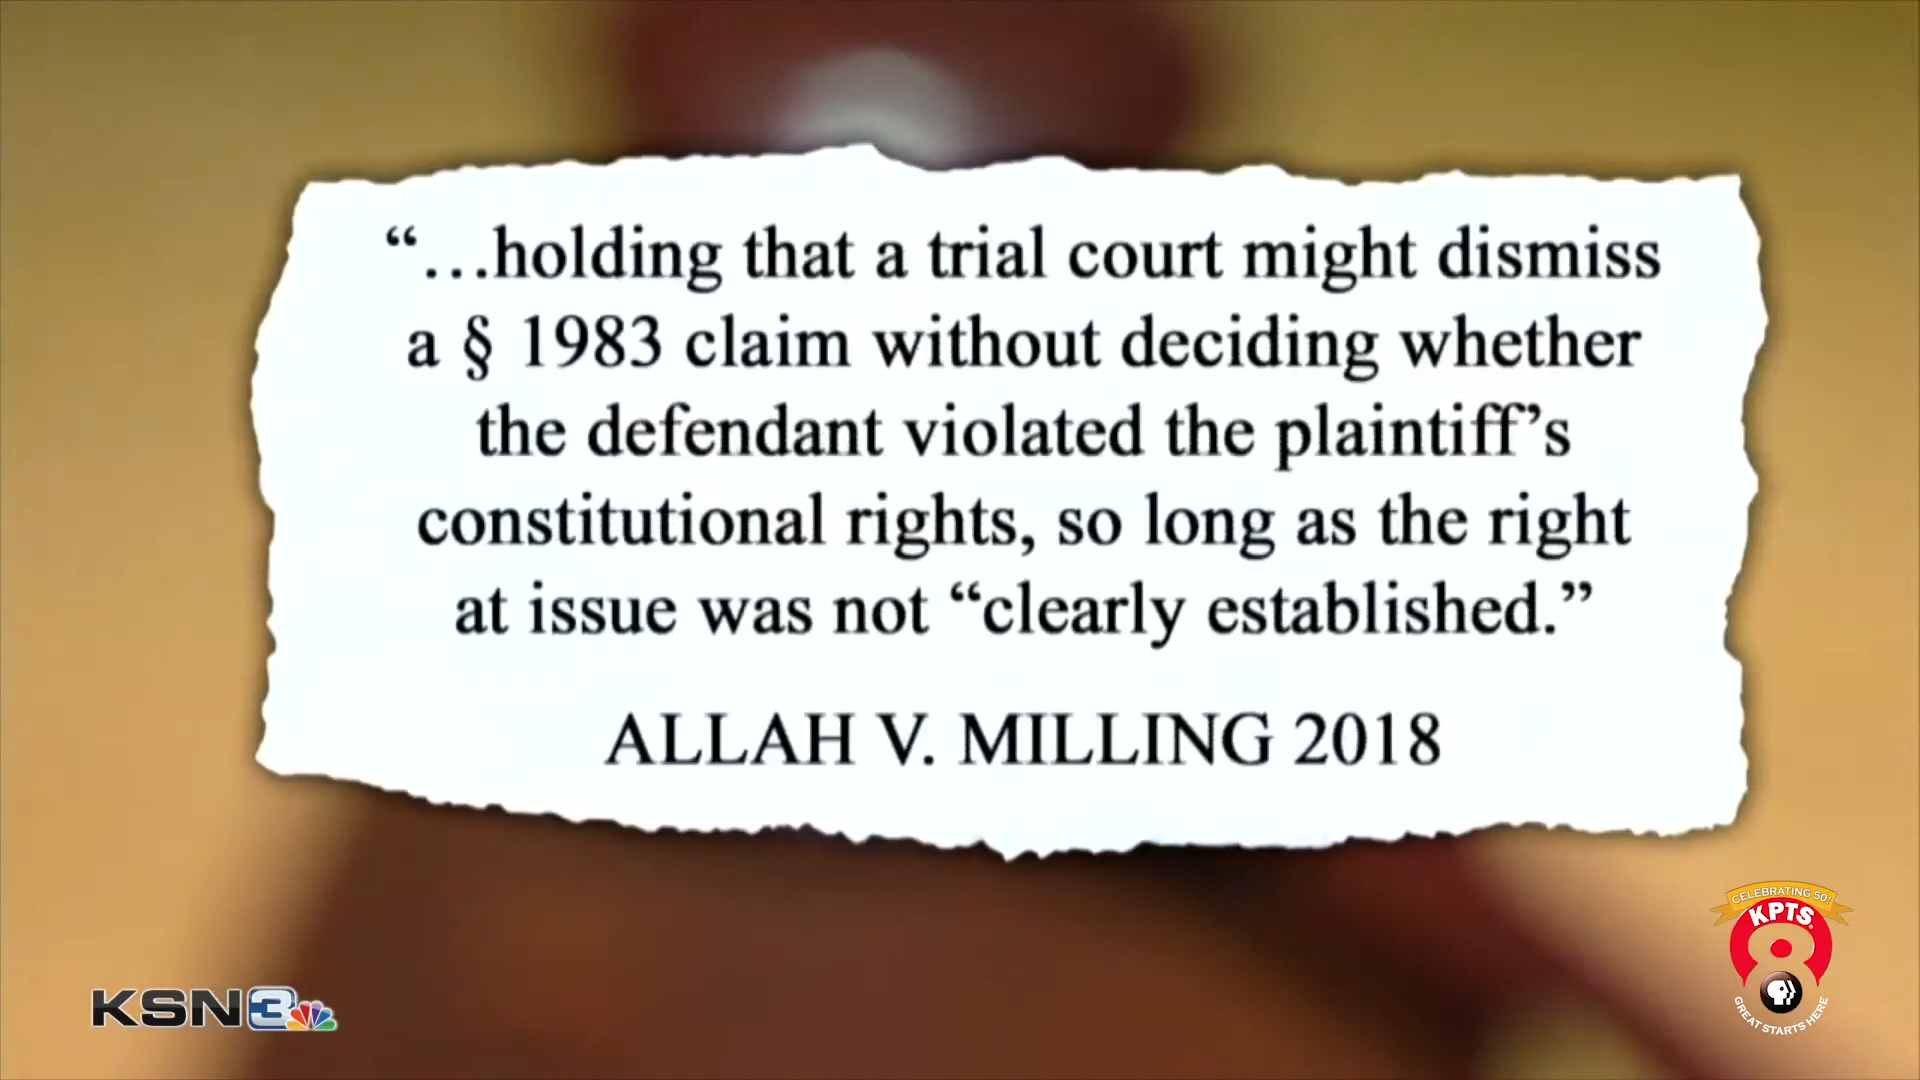 “…holding that a trial court might dismiss
a § 1983 claim without deciding whether
the defendant violated the plaintiff’s
constitutional rights, so long as the right
at issue was not “clearly established.”
ALLAH V. MILLING 2018
CELEBRATING 50!
KPTS
8
GREAT STARTS HERE
KSN3